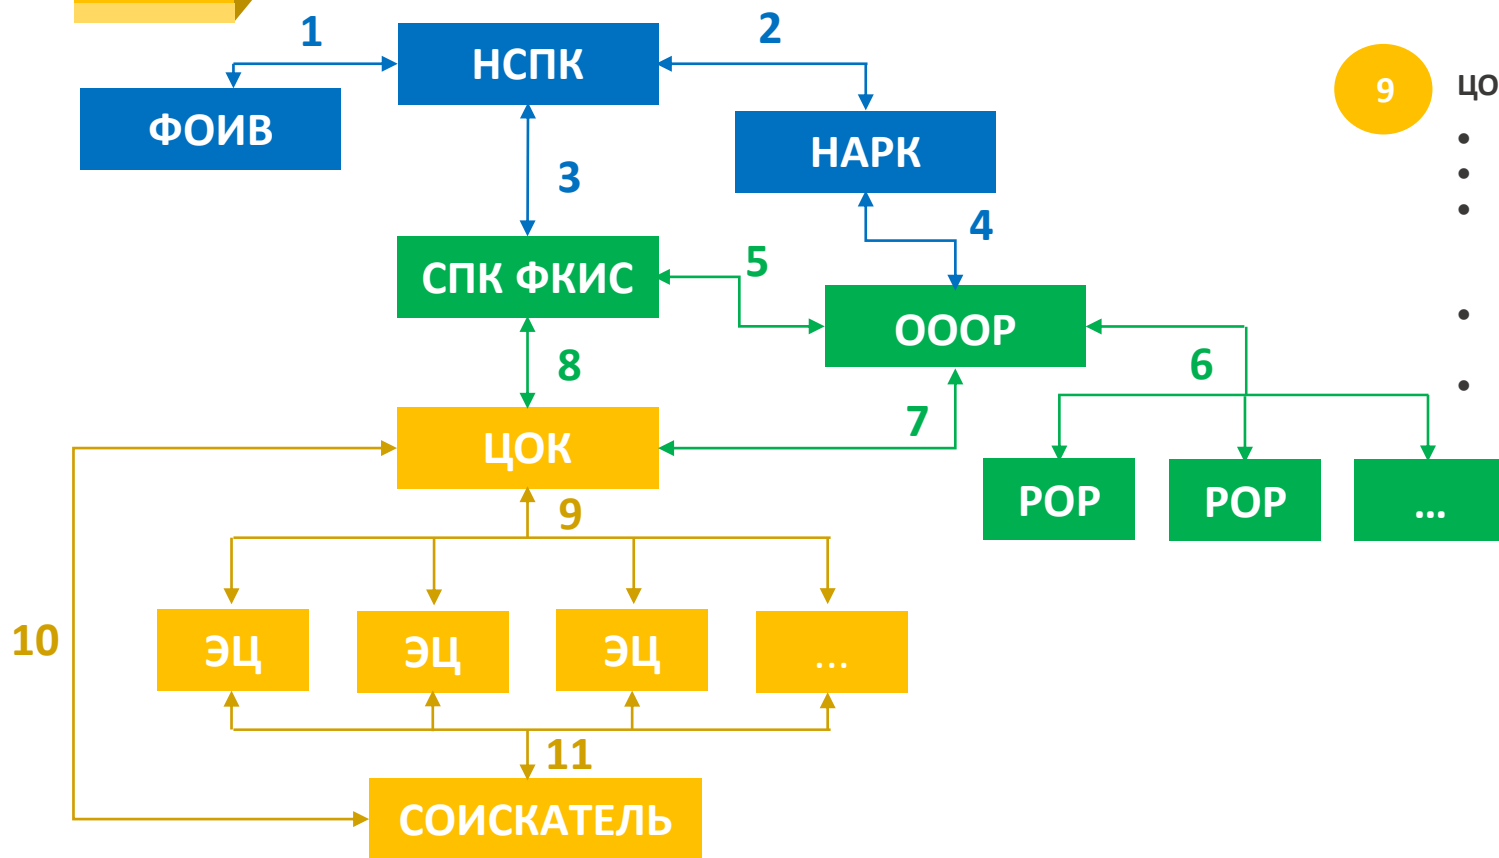 1
2
НСПК
9
ЦО
ФОИВ
НАРК
3
4
СПК ФКИС
5
ОООР
8
6
7
ЦОК
РОР
РОР
...
9
10
ЭЦ
ЭЦ
ЭЦ
...
11
СОИСКАТЕЛЬ